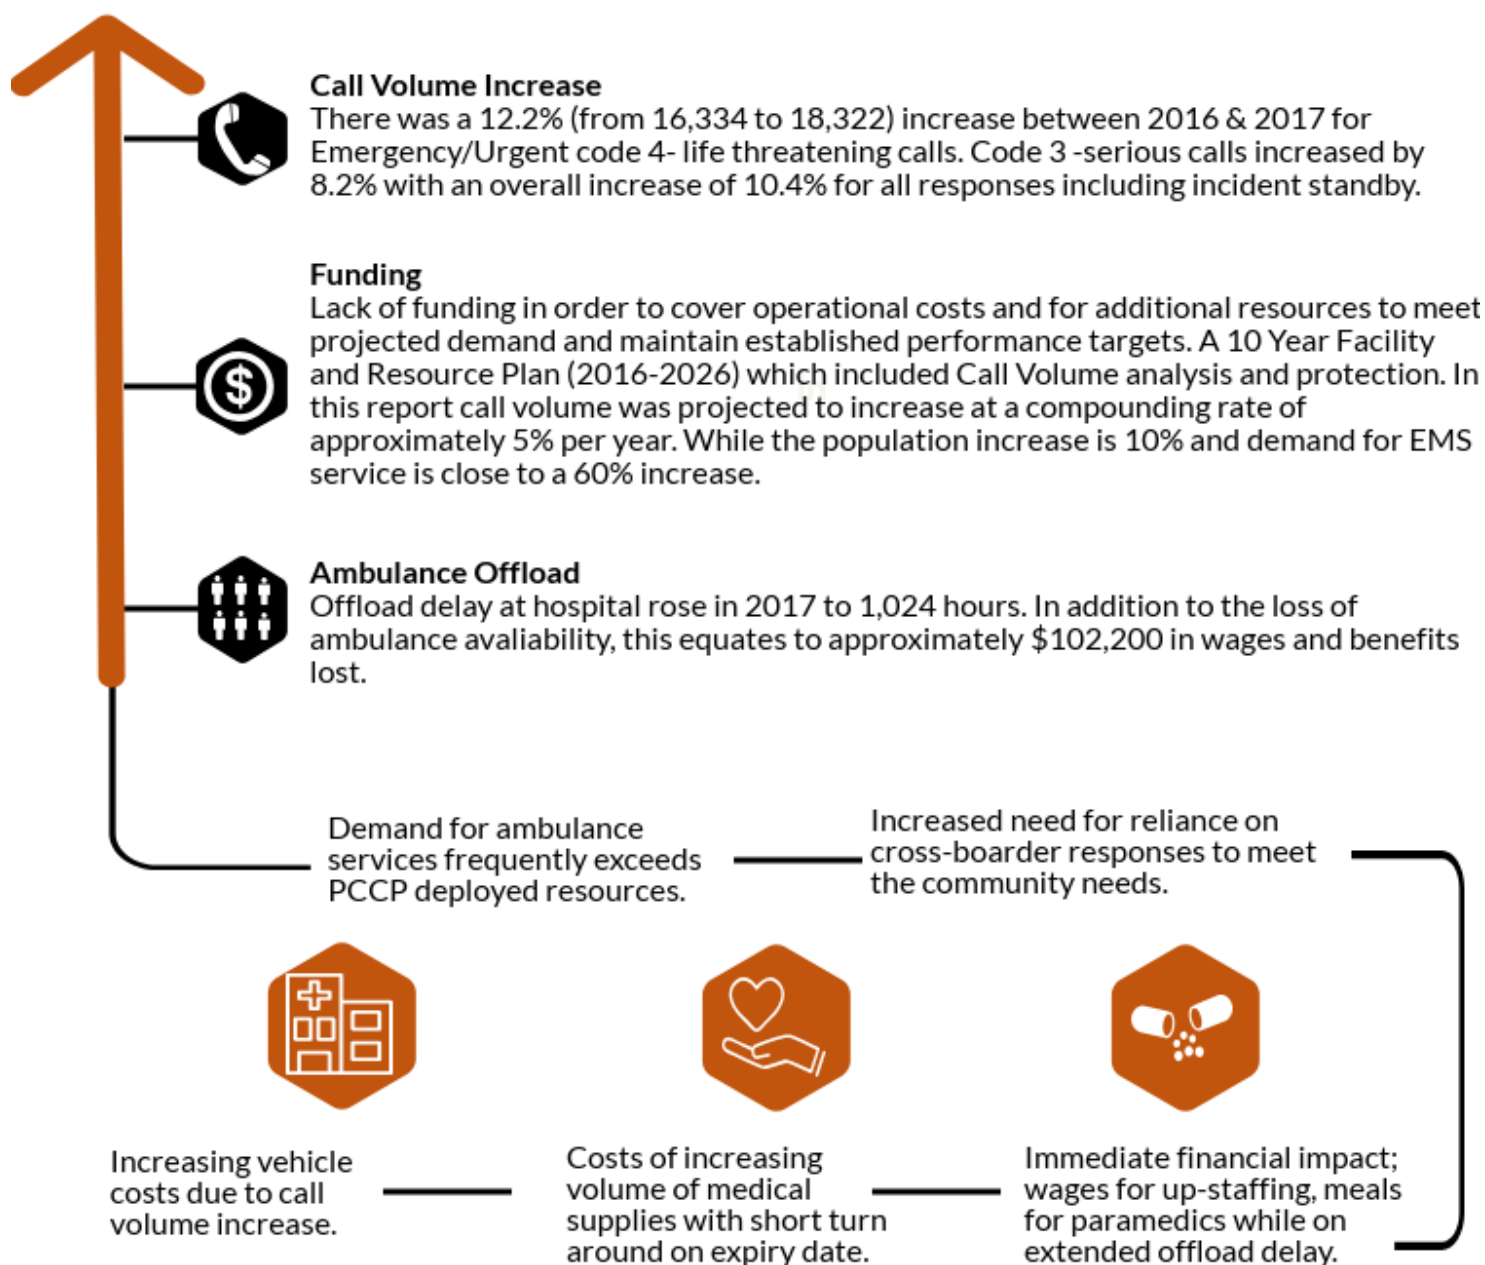 Call Volume Increase
There was a 12.2% (from 16,334 to 18,322) increase between 2016 & 2017 for
Emergency/Urgent code 4- life threatening calls. Code 3 -serious calls increased by
8.2% with an overall increase of 10.4% for all responses including incident standby.
Funding
Lack of funding in order to cover operational costs and for additional resources to meet
projected demand and maintain established performance targets. A 10 Year Facility
and Resource Plan (2016-2026) which included Call Volume analysis and protection. In
this report call volume was projected to increase at a compounding rate of
approximately 5% per year. While the population increase is 10% and demand for EMS
service is close to a 60% increase.
$
Ambulance Offload
Offload delay at hospital rose in 2017 to 1,024 hours. In addition to the loss of
ambulance avaliability, this equates to approximately $102,200 in wages and benefits
lost.
Demand for ambulance
services frequently exceeds
PCCP deployed resources.
Increased need for reliance on
cross-boarder responses to meet
the community needs.
Increasing vehicle
costs due to call
volume increase.
Costs of increasing
volume of medical
supplies with short turn
around on expiry date.
Immediate financial impact;
wages for up-staffing, meals
for paramedics while on
extended offload delay.